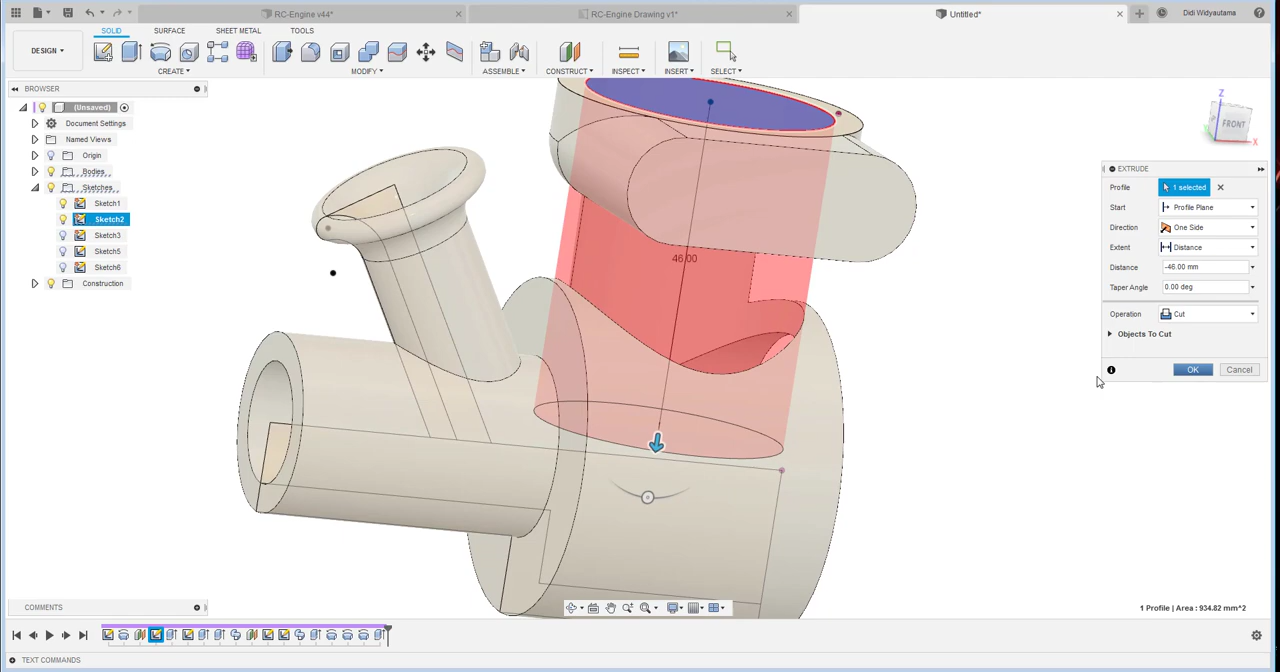 RC-Engine v44*
RC-Engine Drawing v1*
Untitled*
Didi Widyautama
SOLID SURFACE SHEET METAL TOOLS
DESIGN
CREATE MODIFY ASSEMBLE CONSTRUCT INSPECT INSERT SELECT
BROWSER
(Unsaved)
Document Settings
Named Views
Origin
Bodies
Sketches
Sketch1
Sketch2
Sketch3
Sketch5
Sketch6
Construction
46.00
Z
FRONT
X
EXTRUDE
Profile 1 selected
Start Profile Plane
Direction One Side
Extent Distance
Distance -46.00 mm
Taper Angle 0.00 deg
Operation Cut
Objects To Cut
OK Cancel
COMMENTS
1 Profile | Area : 934.82 mm^2
TEXT COMMANDS